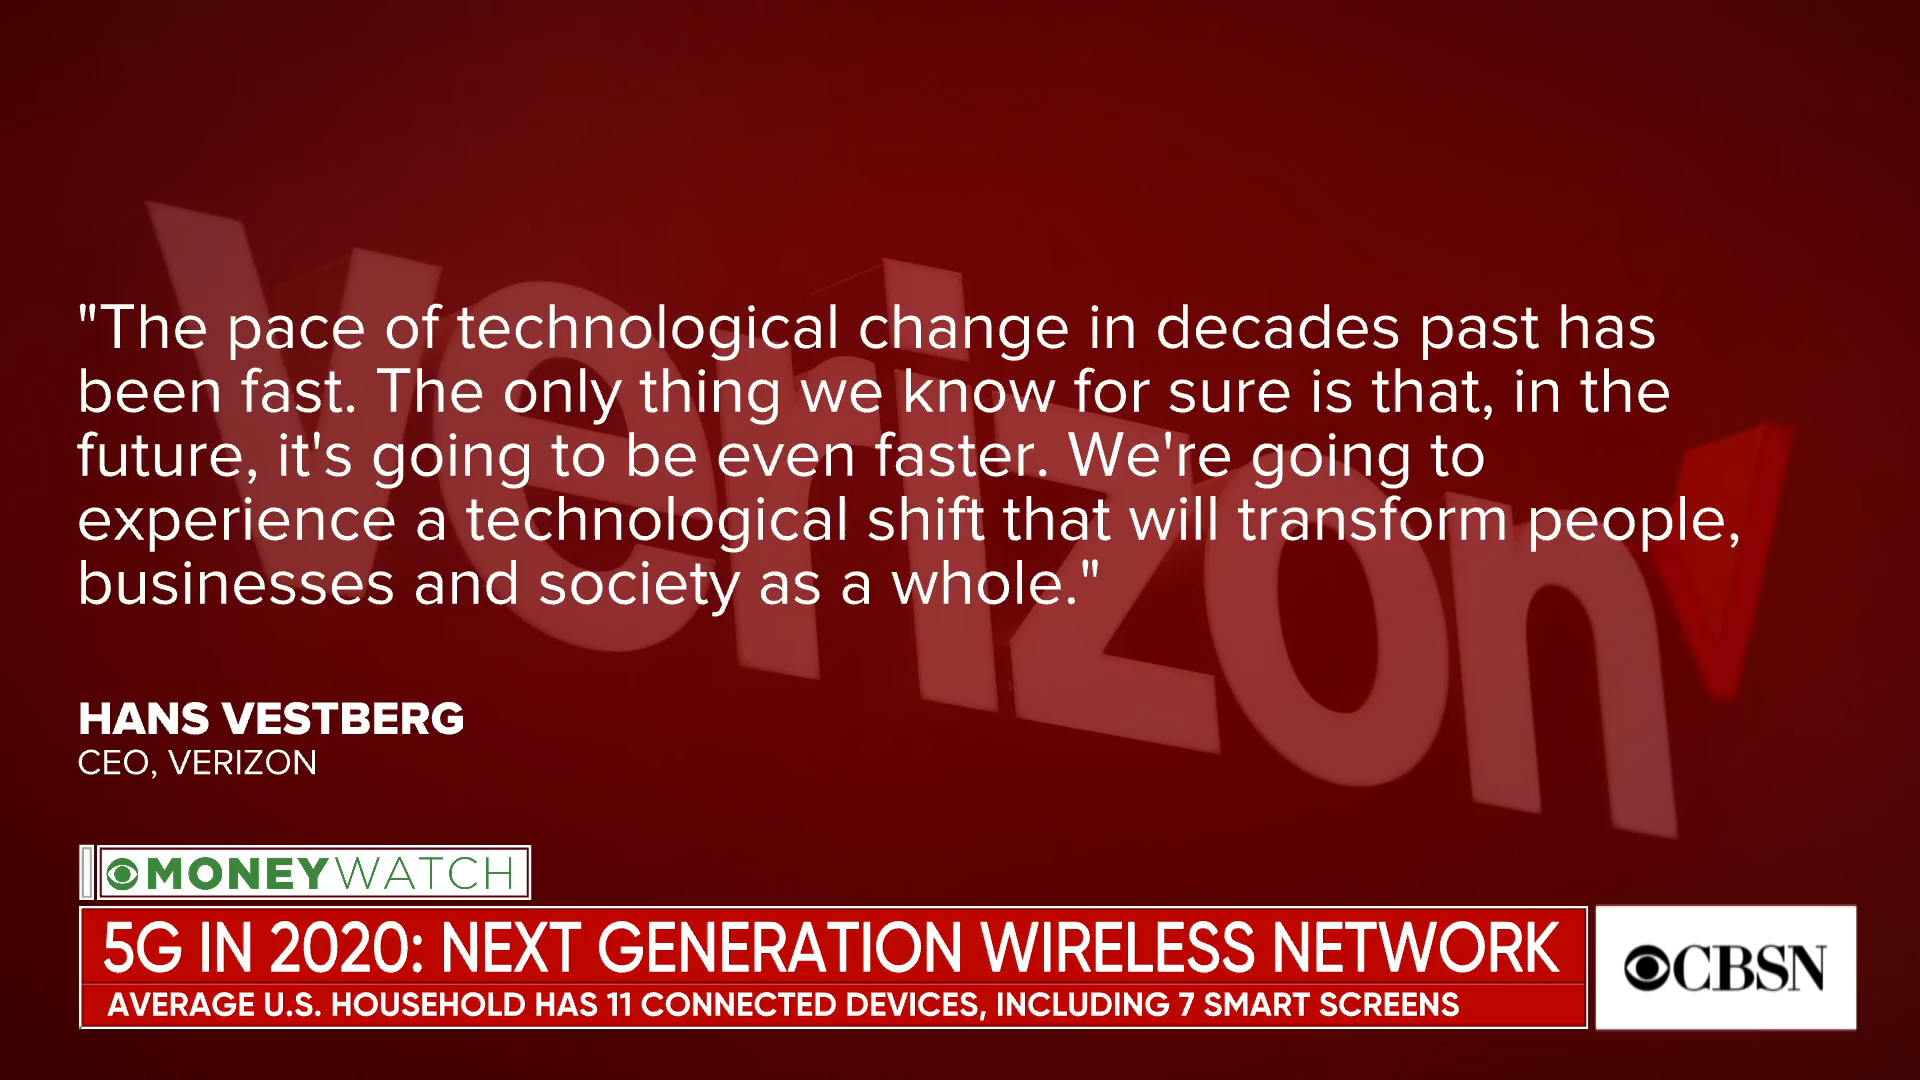 verizon
"The pace of technological change in decades past has
been fast. The only thing we know for sure is that, in the
future, it's going to be even faster. We're going to
experience a technological shift that will transform people,
businesses and society as a whole."
HANS VESTBERG
CEO, VERIZON
MONEYWATCH
5G IN 2020: NEXT GENERATION WIRELESS NETWORK
AVERAGE U.S. HOUSEHOLD HAS 11 CONNECTED DEVICES, INCLUDING 7 SMART SCREENS
CBSN